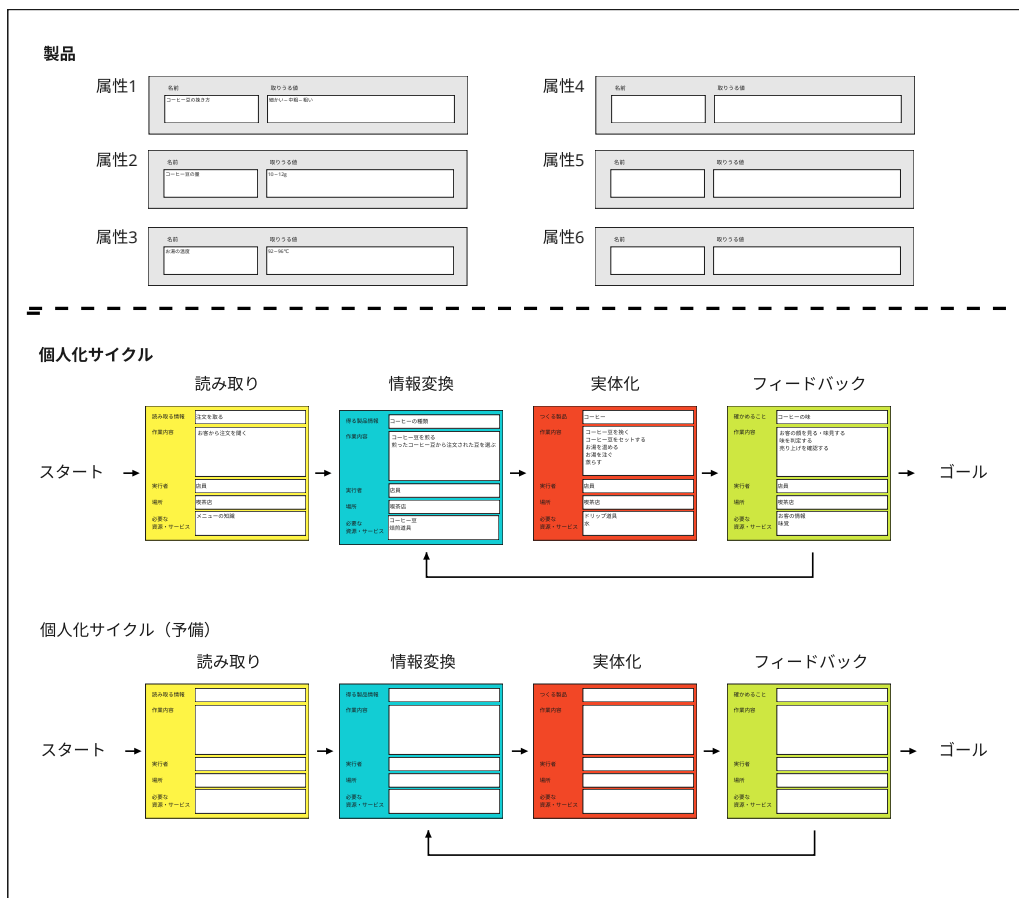 製品
属性1
名前
取りうる値
コーヒー豆の挽き方
細かい－中粗－粗い
属性2
名前
取りうる値
コーヒー豆の量
10－12g
属性3
名前
取りうる値
お湯の温度
92－96℃
属性4
名前
取りうる値
属性5
名前
取りうる値
属性6
名前
取りうる値
個人化サイクル
読み取り
情報変換
実体化
フィードバック
スタート
読み取る情報
注文を取る
作業内容
お客から注文を聞く
実行者
店員
場所
喫茶店
必要な
資源・サービス
メニューの知識
得る製品情報
コーヒーの種類
作業内容
コーヒー豆を煎る
煎ったコーヒー豆から注文された豆を選ぶ
実行者
店員
場所
喫茶店
必要な
資源・サービス
コーヒー豆
焙煎道具
つくる製品
コーヒー
作業内容
コーヒー豆を挽く
コーヒー豆をセットする
お湯を温める
お湯を注ぐ
蒸らす
実行者
店員
場所
喫茶店
必要な
資源・サービス
ドリップ道具
水
確かめること
コーヒーの味
作業内容
お客の顔を見る・味見する
味を判定する
売り上げを確認する
実行者
店員
場所
喫茶店
必要な
資源・サービス
お客の情報
味覚
ゴール
個人化サイクル（予備）
読み取り
情報変換
実体化
フィードバック
スタート
読み取る情報
作業内容
実行者
場所
必要な
資源・サービス
得る製品情報
作業内容
実行者
場所
必要な
資源・サービス
つくる製品
作業内容
実行者
場所
必要な
資源・サービス
確かめること
作業内容
実行者
場所
必要な
資源・サービス
ゴール